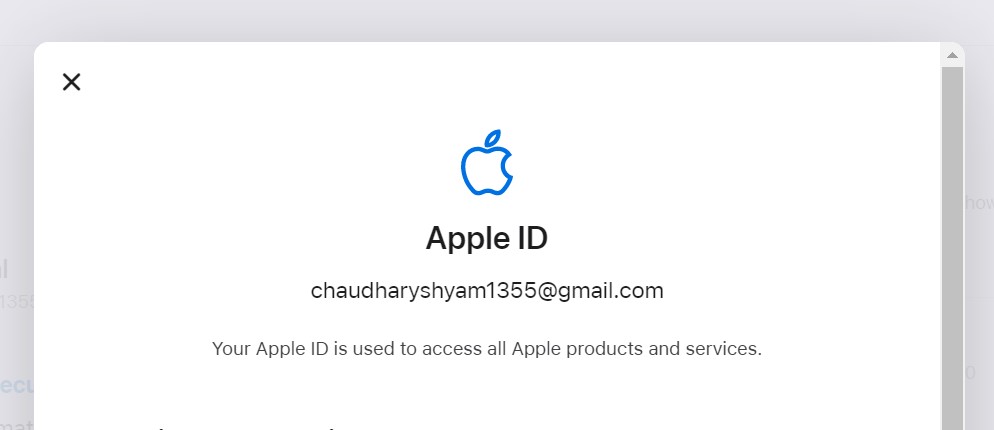 Apple ID
chaudharyshyam1355@gmail.com
Your Apple ID is used to access all Apple products and services.